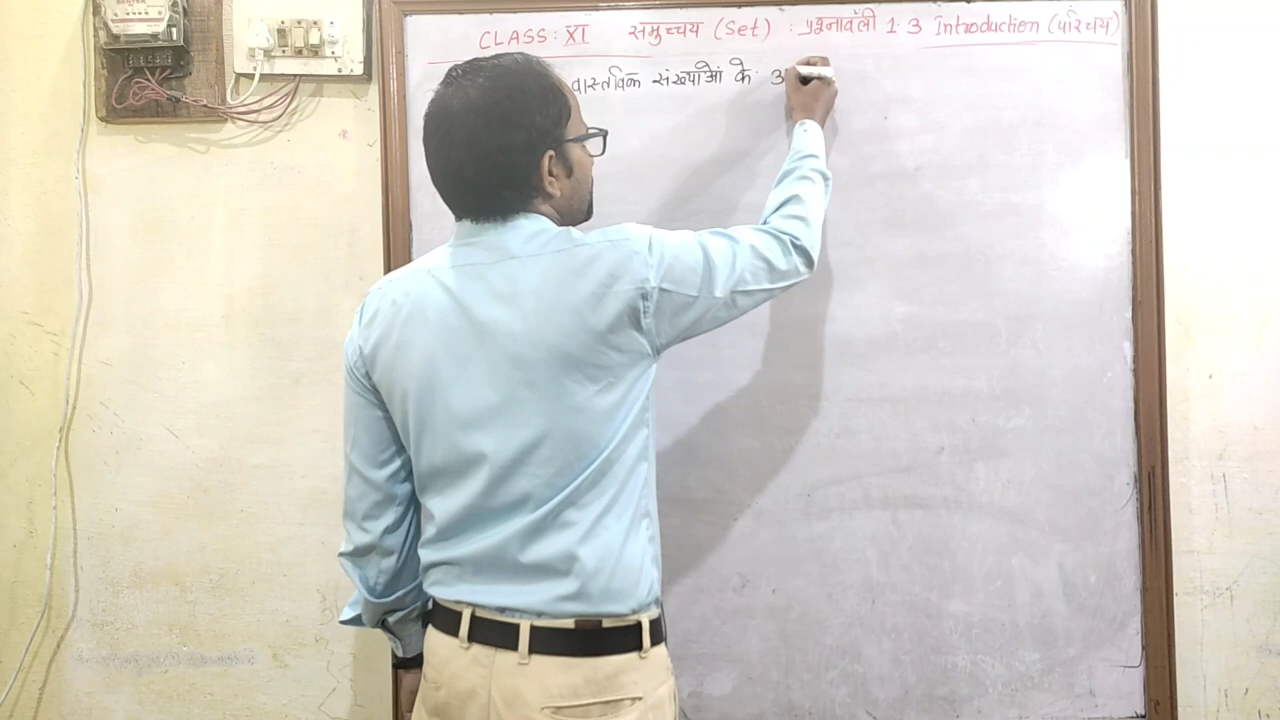 CLASS: XI समुच्चय (Set) : प्रश्नावली 1.3 Introduction (परिचय)
वास्तविक संख्याओं के